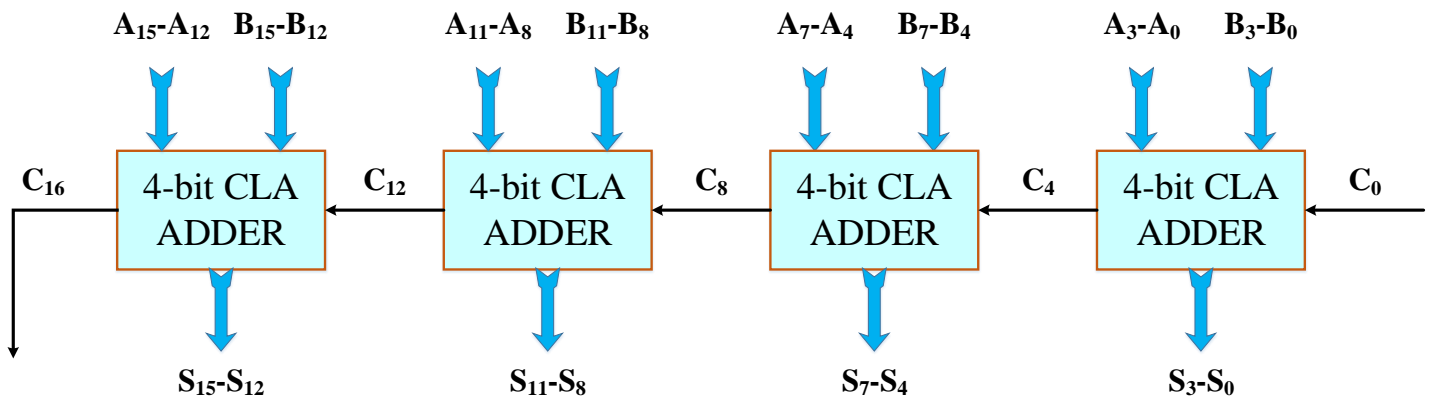 A₁₅-A₁₂ B₁₅-B₁₂ A₁₁-A₈ B₁₁-B₈ A₇-A₄ B₇-B₄ A₃-A₀ B₃-B₀
C₁₆ 4-bit CLA C₁₂ 4-bit CLA C₈ 4-bit CLA C₄ 4-bit CLA C₀
ADDER ADDER ADDER ADDER
S₁₅-S₁₂ S₁₁-S₈ S₇-S₄ S₃-S₀